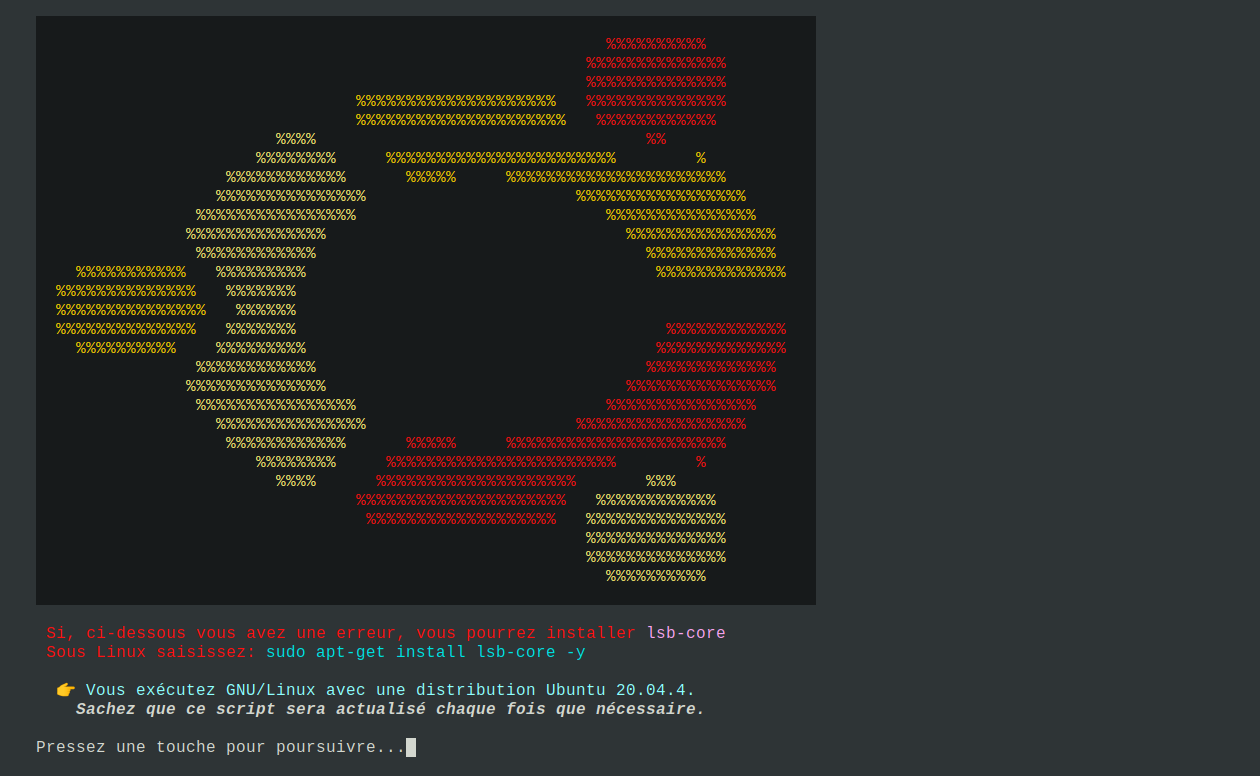 Si, ci-dessous vous avez une erreur, vous pourrez installer lsb-core
Sous Linux saisissez: sudo apt-get install lsb-core -y
👉 Vous exécutez GNU/Linux avec une distribution Ubuntu 20.04.4.
Sachez que ce script sera actualisé chaque fois que nécessaire.
Pressez une touche pour poursuivre...